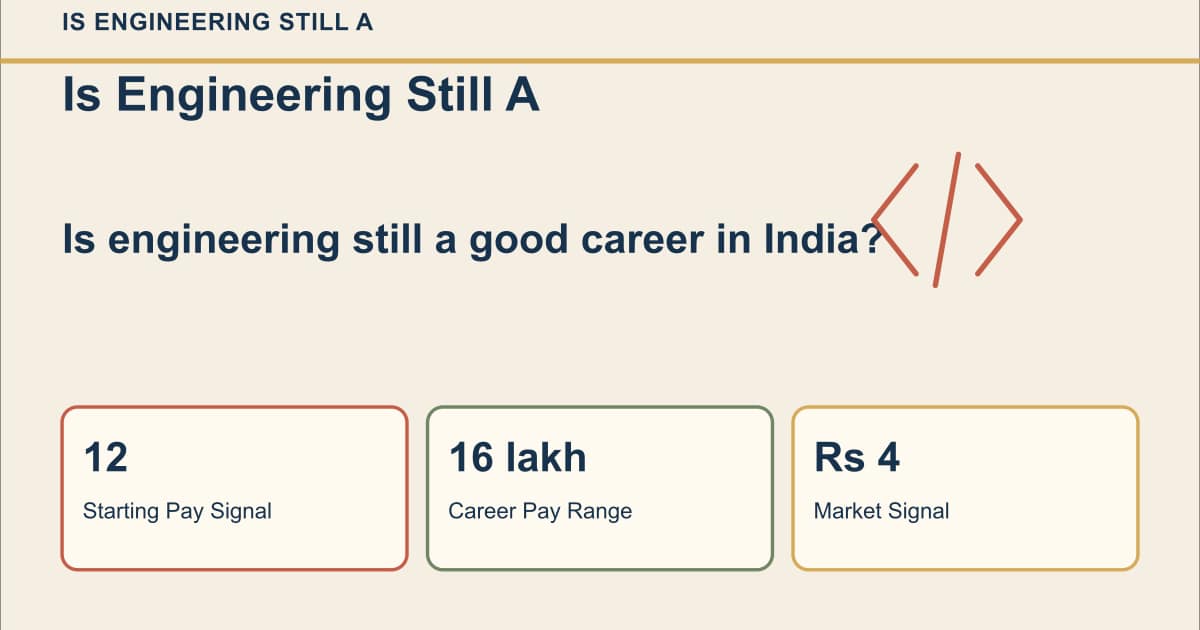 IS ENGINEERING STILL A
Is Engineering Still A
Is engineering still a good career in India?
12
Starting Pay Signal
16 lakh
Career Pay Range
Rs 4
Market Signal